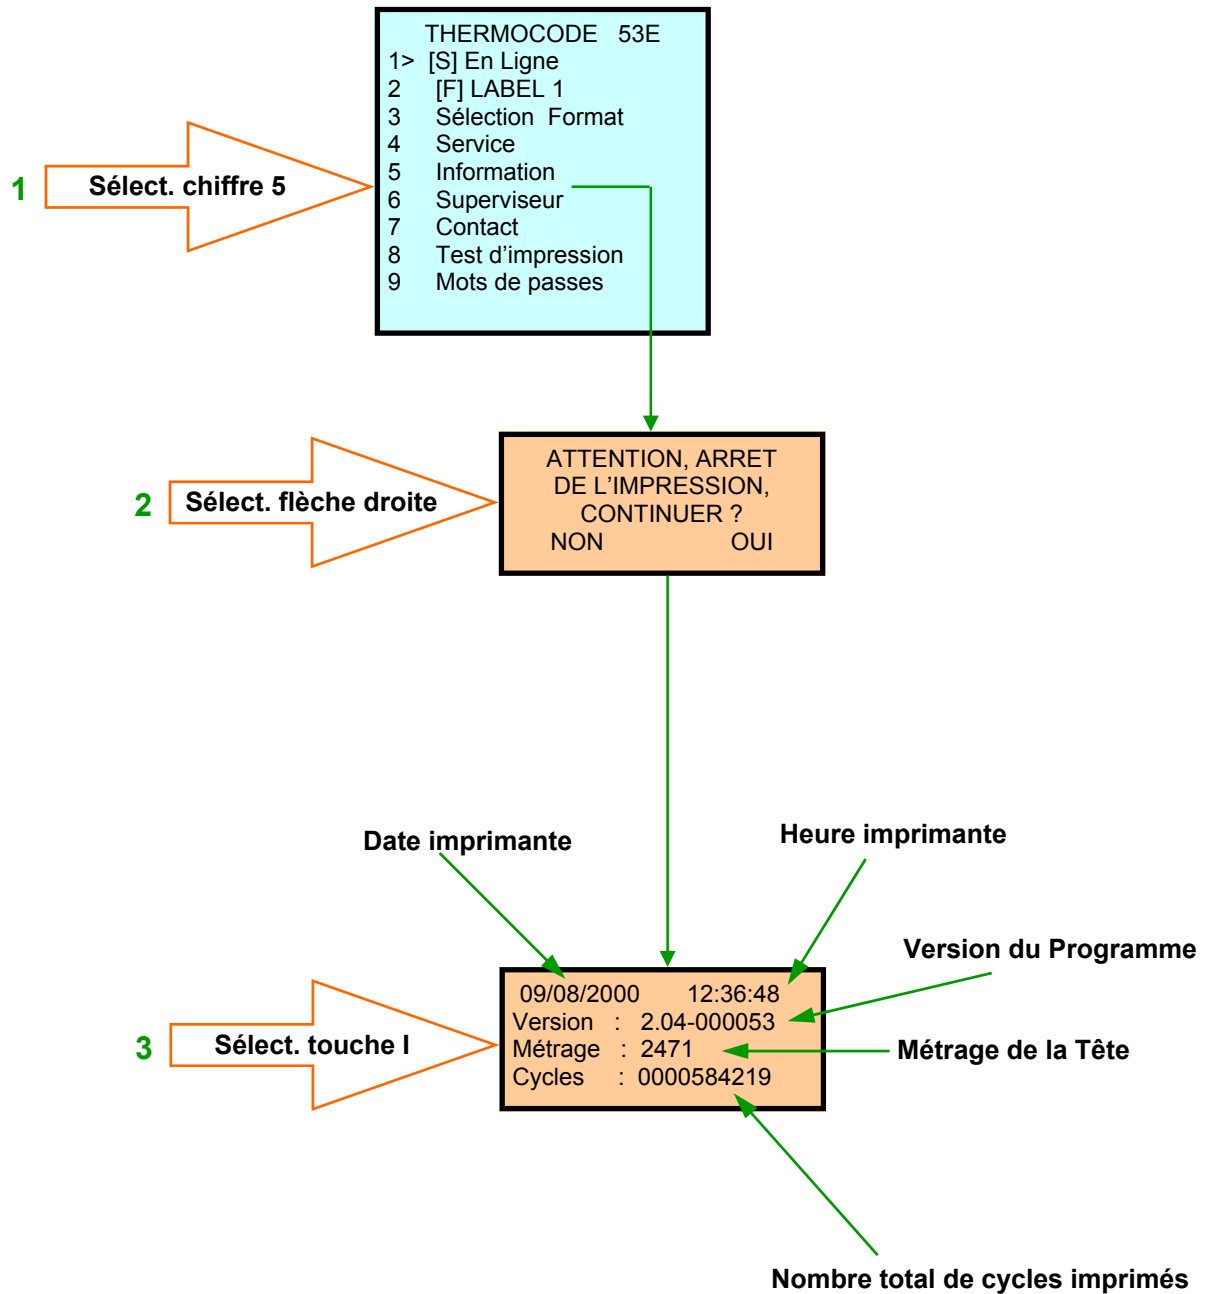 THERMOCODE 53E
1> [S] En Ligne
2 [F] LABEL 1
3 Sélection Format
4 Service
5 Information
6 Superviseur
7 Contact
8 Test d’impression
9 Mots de passes
1 Sélect. chiffre 5
ATTENTION, ARRET
DE L’IMPRESSION,
CONTINUER ?
NON OUI
2 Sélect. flèche droite
Date imprimante
Heure imprimante
Version du Programme
09/08/2000 12:36:48
Version : 2.04-000053
Métrage : 2471
Cycles : 0000584219
3 Sélect. touche I
Métrage de la Tête
Nombre total de cycles imprimés